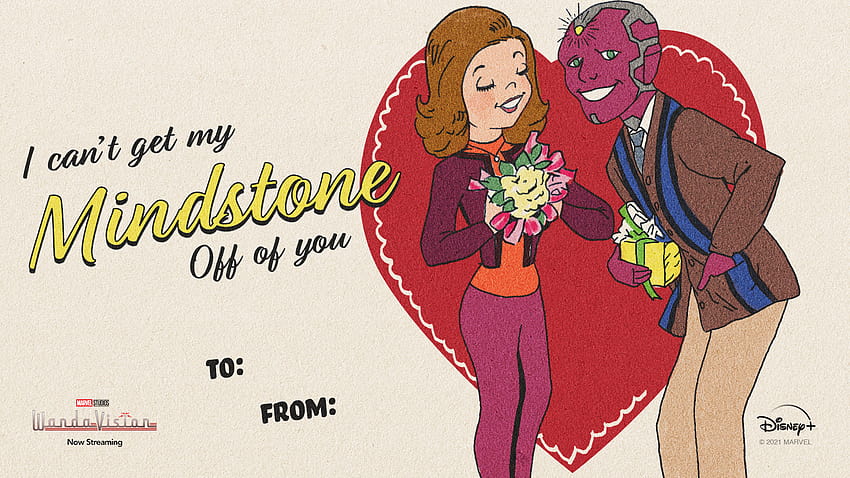 I can't get my
Mindstone
Off of you
TO:
FROM:
MARVEL STUDIOS
WandaVision
Now Streaming
Disney+
© 2021 MARVEL